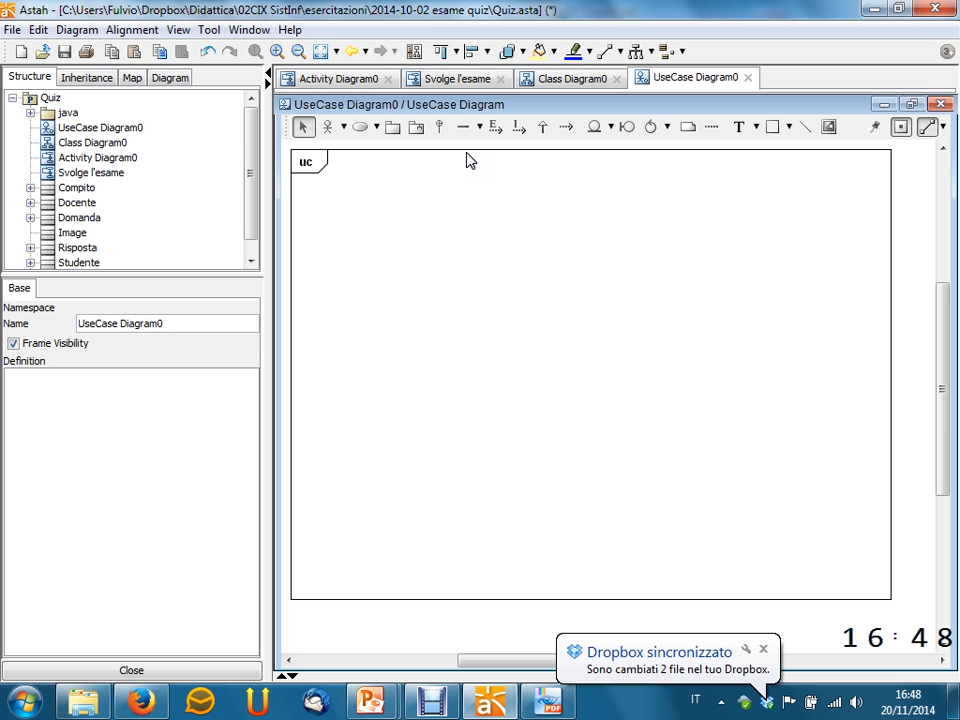 Astah - [C:\Users\Fulvio\Dropbox\Didattica\02CIX SistInf\esercitazioni\2014-10-02 esame quiz\Quiz.asta] (*)
File Edit Diagram Alignment View Tool Window Help
3
Structure Inheritance Map Diagram
Activity Diagram0 Svolge l'esame Class Diagram0 UseCase Diagram0
UseCase Diagram0 / UseCase Diagram
T
uc
Quiz
java
UseCase Diagram0
Class Diagram0
Activity Diagram0
Svolge l'esame
Compito
Docente
Domanda
Image
Risposta
Studente
Base
Namespace
Name UseCase Diagram0
Frame Visibility
Definition
Close
16:48
Dropbox sincronizzato
Sono cambiati 2 file nel tuo Dropbox.
IT
16:48
20/11/2014